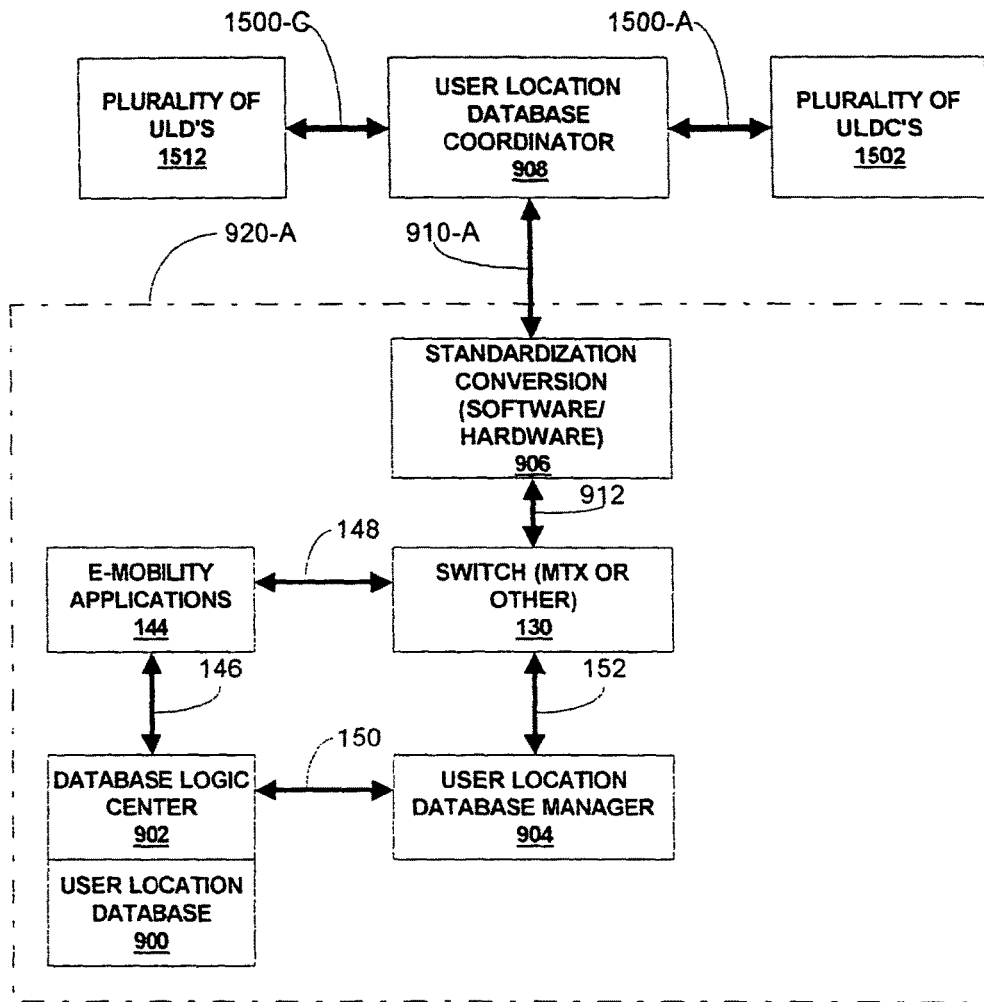 1500-C
1500-A
PLURALITY OF
ULD'S
1512
USER LOCATION
DATABASE
COORDINATOR
908
PLURALITY OF
ULDC'S
1502
920-A
910-A
STANDARDIZATION
CONVERSION
(SOFTWARE/
HARDWARE)
906
912
148
E-MOBILITY
APPLICATIONS
144
SWITCH (MTX OR
OTHER)
130
146
152
150
DATABASE LOGIC
CENTER
902
USER LOCATION
DATABASE MANAGER
904
USER LOCATION
DATABASE
900